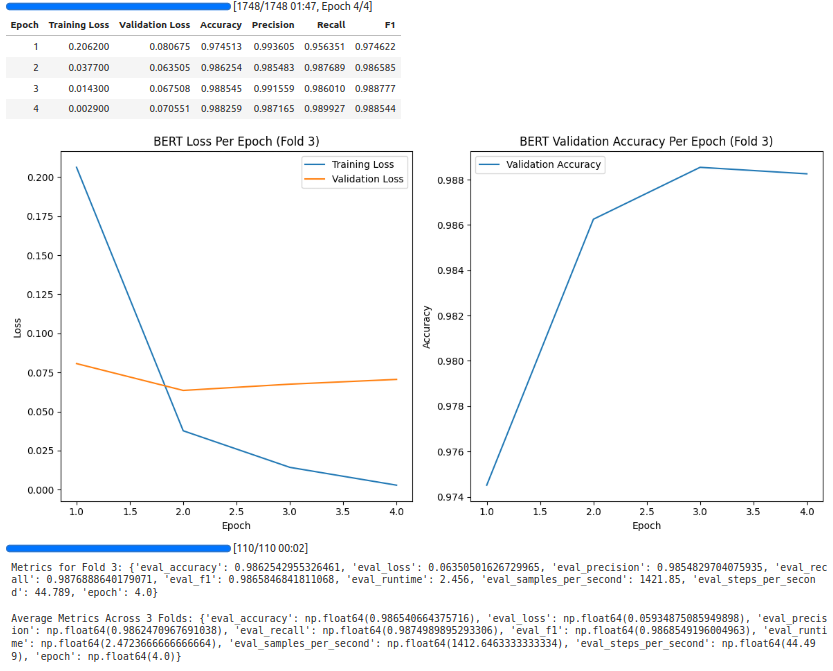 [1748/1748 01:47, Epoch 4/4]
Epoch Training Loss Validation Loss Accuracy Precision Recall F1
1 0.206200 0.080675 0.974513 0.993605 0.956351 0.974622
2 0.037700 0.063505 0.986254 0.985483 0.987689 0.986585
3 0.014300 0.067508 0.988545 0.991559 0.986010 0.988777
4 0.002900 0.070551 0.988259 0.987165 0.989927 0.988544
BERT Loss Per Epoch (Fold 3)
Training Loss
Validation Loss
0.200
0.175
0.150
0.125
0.100
0.075
0.050
0.025
0.000
Loss
1.0 1.5 2.0 2.5 3.0 3.5 4.0
Epoch
BERT Validation Accuracy Per Epoch (Fold 3)
Validation Accuracy
0.988
0.986
0.984
0.982
0.980
0.978
0.976
0.974
Accuracy
1.0 1.5 2.0 2.5 3.0 3.5 4.0
Epoch
[110/110 00:02]
Metrics for Fold 3: {'eval_accuracy': 0.9862542955326461, 'eval_loss': 0.06350501626729965, 'eval_precision': 0.9854829704075935, 'eval_rec
all': 0.9876888640179071, 'eval_f1': 0.9865846841811068, 'eval_runtime': 2.456, 'eval_samples_per_second': 1421.85, 'eval_steps_per_secon
d': 44.789, 'epoch': 4.0}
Average Metrics Across 3 Folds: {'eval_accuracy': np.float64(0.986540664375716), 'eval_loss': np.float64(0.05934875085949898), 'eval_precis
ion': np.float64(0.9862470967691038), 'eval_recall': np.float64(0.9874989895293306), 'eval_f1': np.float64(0.9868549196004963), 'eval_runti
me': np.float64(2.4723666666666664), 'eval_samples_per_second': np.float64(1412.6463333333334), 'eval_steps_per_second': np.float64(44.49
9), 'epoch': np.float64(4.0)}